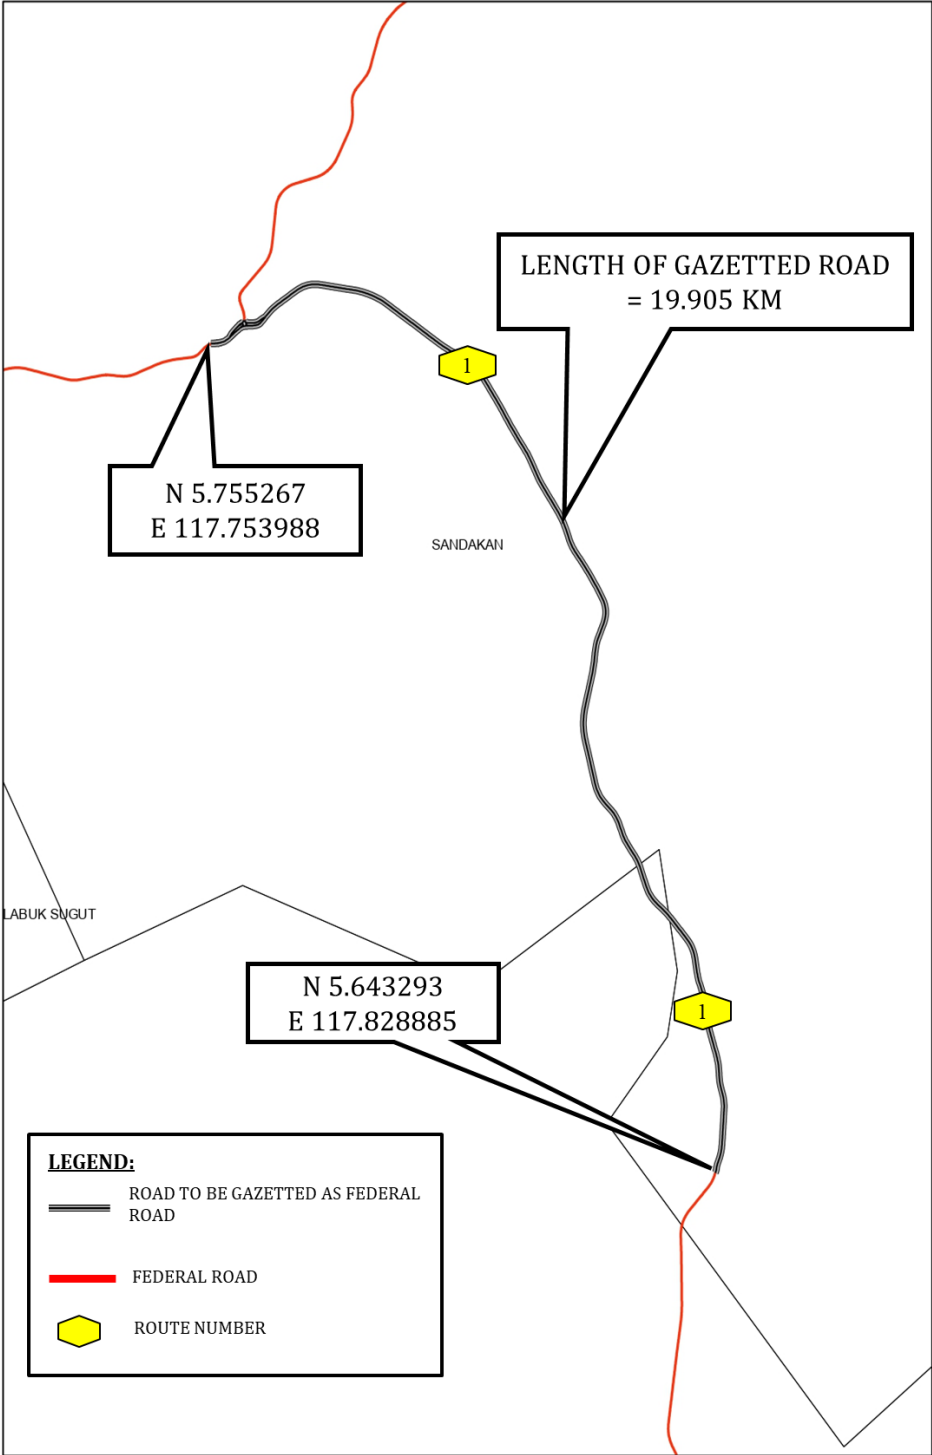 LENGTH OF GAZETTED ROAD
= 19.905 KM
1
N 5.755267
E 117.753988
SANDAKAN
LABUK SUGUT
N 5.643293
E 117.828885
1
LEGEND:
ROAD TO BE GAZETTED AS FEDERAL
ROAD
FEDERAL ROAD
ROUTE NUMBER